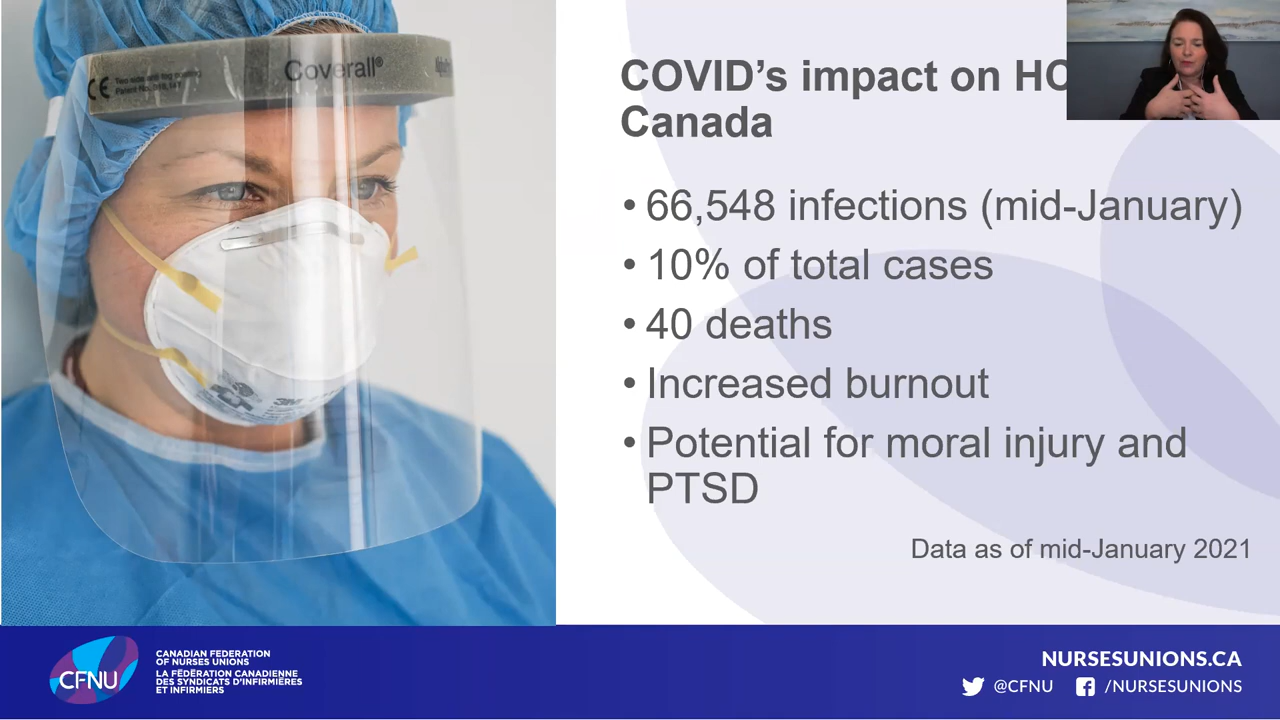 Coverall®
COVID’s impact on HC
Canada
• 66,548 infections (mid-January)
• 10% of total cases
• 40 deaths
• Increased burnout
• Potential for moral injury and
PTSD
Data as of mid-January 2021
CFNU
CANADIAN FEDERATION
OF NURSES UNIONS
LA FÉDÉRATION CANADIENNE
DES SYNDICATS D’INFIRMIÈRES
ET INFIRMIERS
NURSESUNIONS.CA
@CFNU /NURSESUNIONS